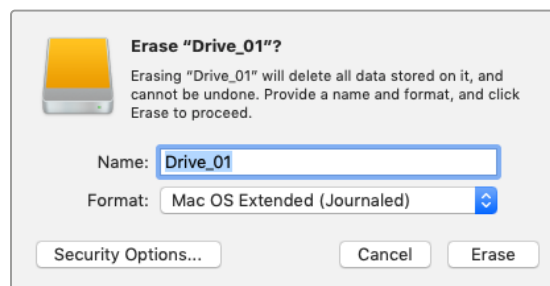 Erase “Drive_01”?
Erasing “Drive_01” will delete all data stored on it, and
cannot be undone. Provide a name and format, and click
Erase to proceed.
Name: Drive_01
Format: Mac OS Extended (Journaled)
Security Options... Cancel Erase